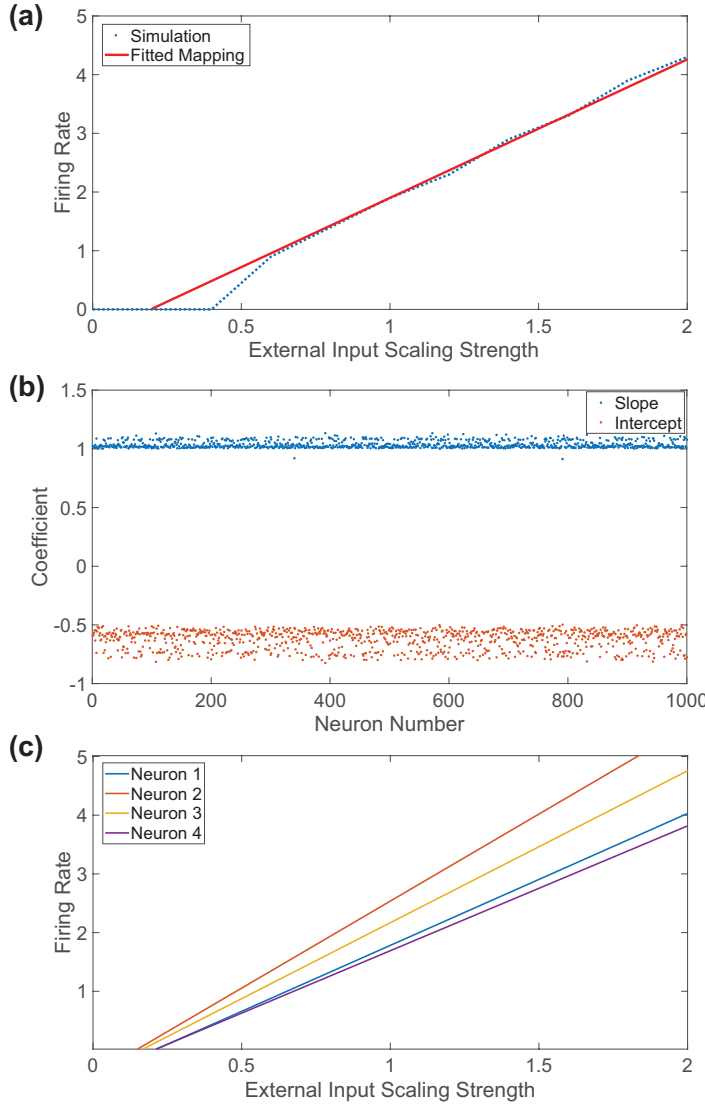 (a)
5
4
3
2
1
0
Firing Rate
Simulation
Fitted Mapping
0 0.5 1 1.5 2
External Input Scaling Strength
(b)
1.5
1
0.5
0
-0.5
-1
Coefficient
Slope
Intercept
0 200 400 600 800 1000
Neuron Number
(c)
5
4
3
2
1
Firing Rate
Neuron 1
Neuron 2
Neuron 3
Neuron 4
0 0.5 1 1.5 2
External Input Scaling Strength